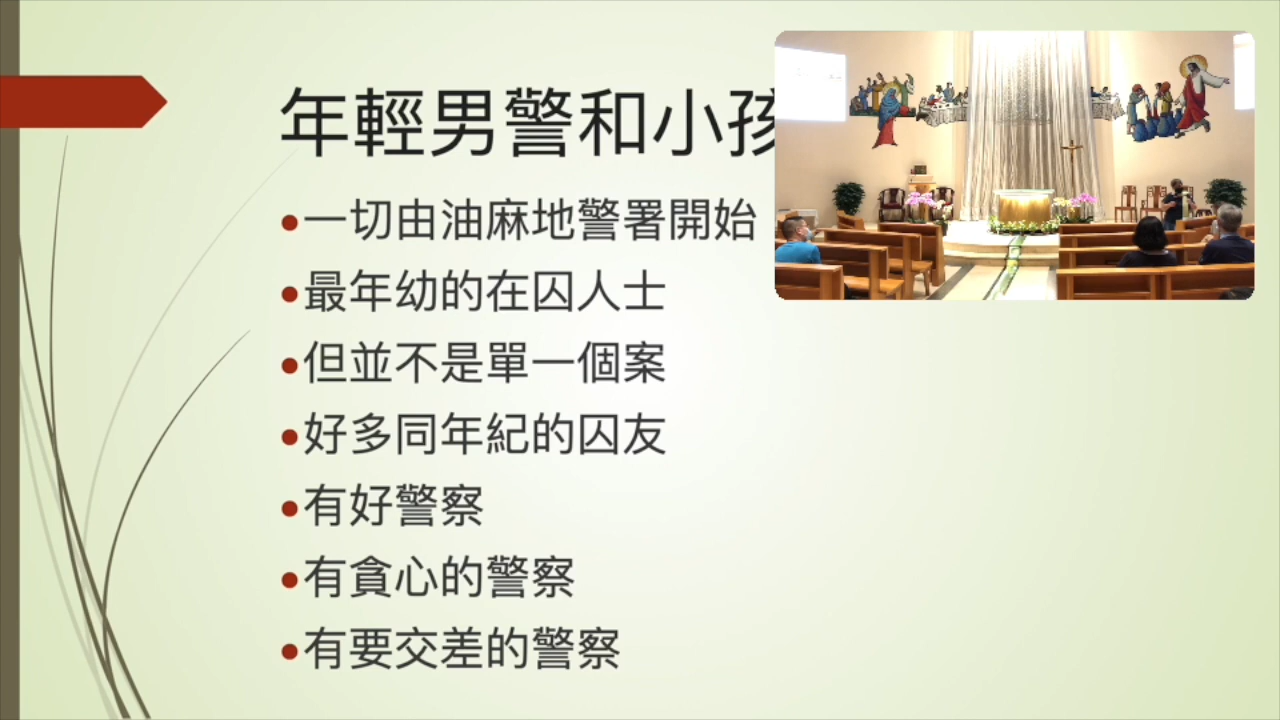 年輕男警和小孩
一切由油麻地警署開始
最年幼的在囚人士
但並不是單一個案
好多同年紀的囚友
有好警察
有貪心的警察
有要交差的警察